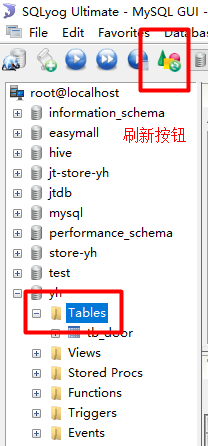 SQLyog Ultimate - MySQL GUI -
File Edit Favorites Databa
root@localhost
information_schema
刷新按钮
easymall
hive
jt-store-yh
jtdb
mysql
performance_schema
store-yh
test
yh
Tables
tb_door
Views
Stored Procs
Functions
Triggers
Events